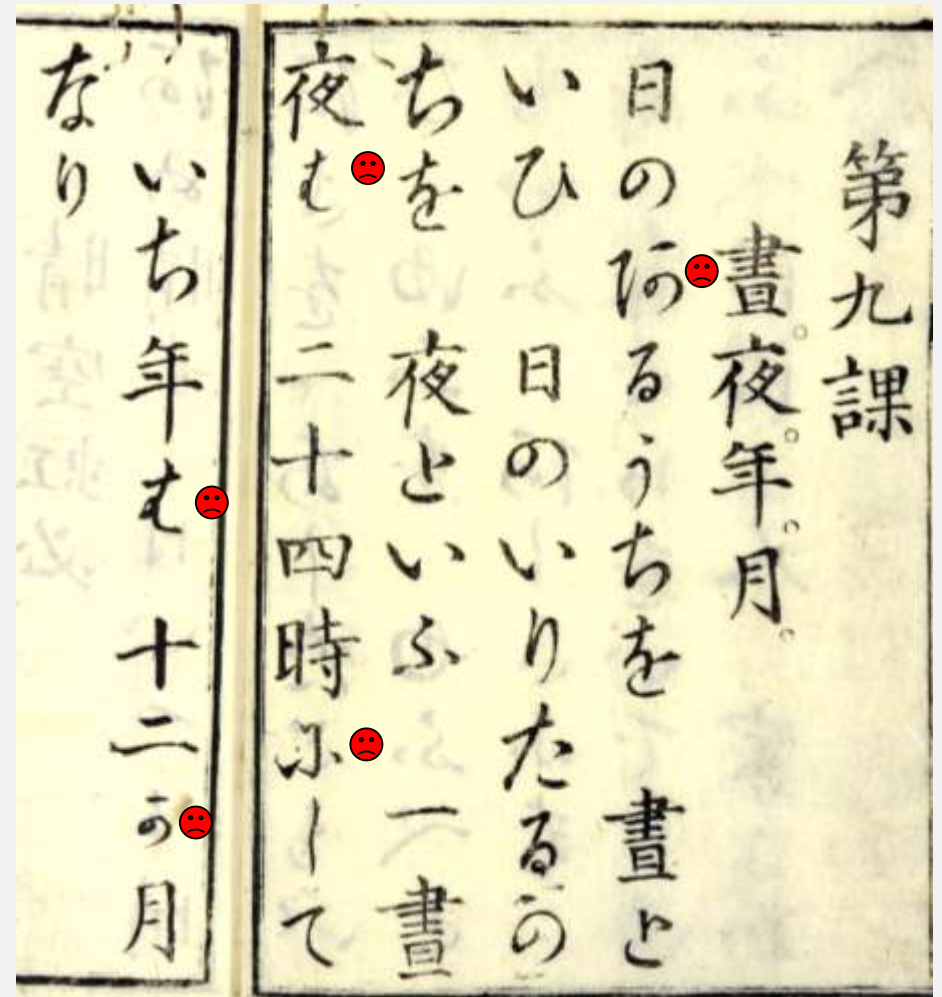 第九課
晝。夜。年。月。
日のあるうちを　晝と
いひ　日のいりたるの
ちを　夜といふ　一晝
夜は　二十四時にして
いち年は　十二か月
なり